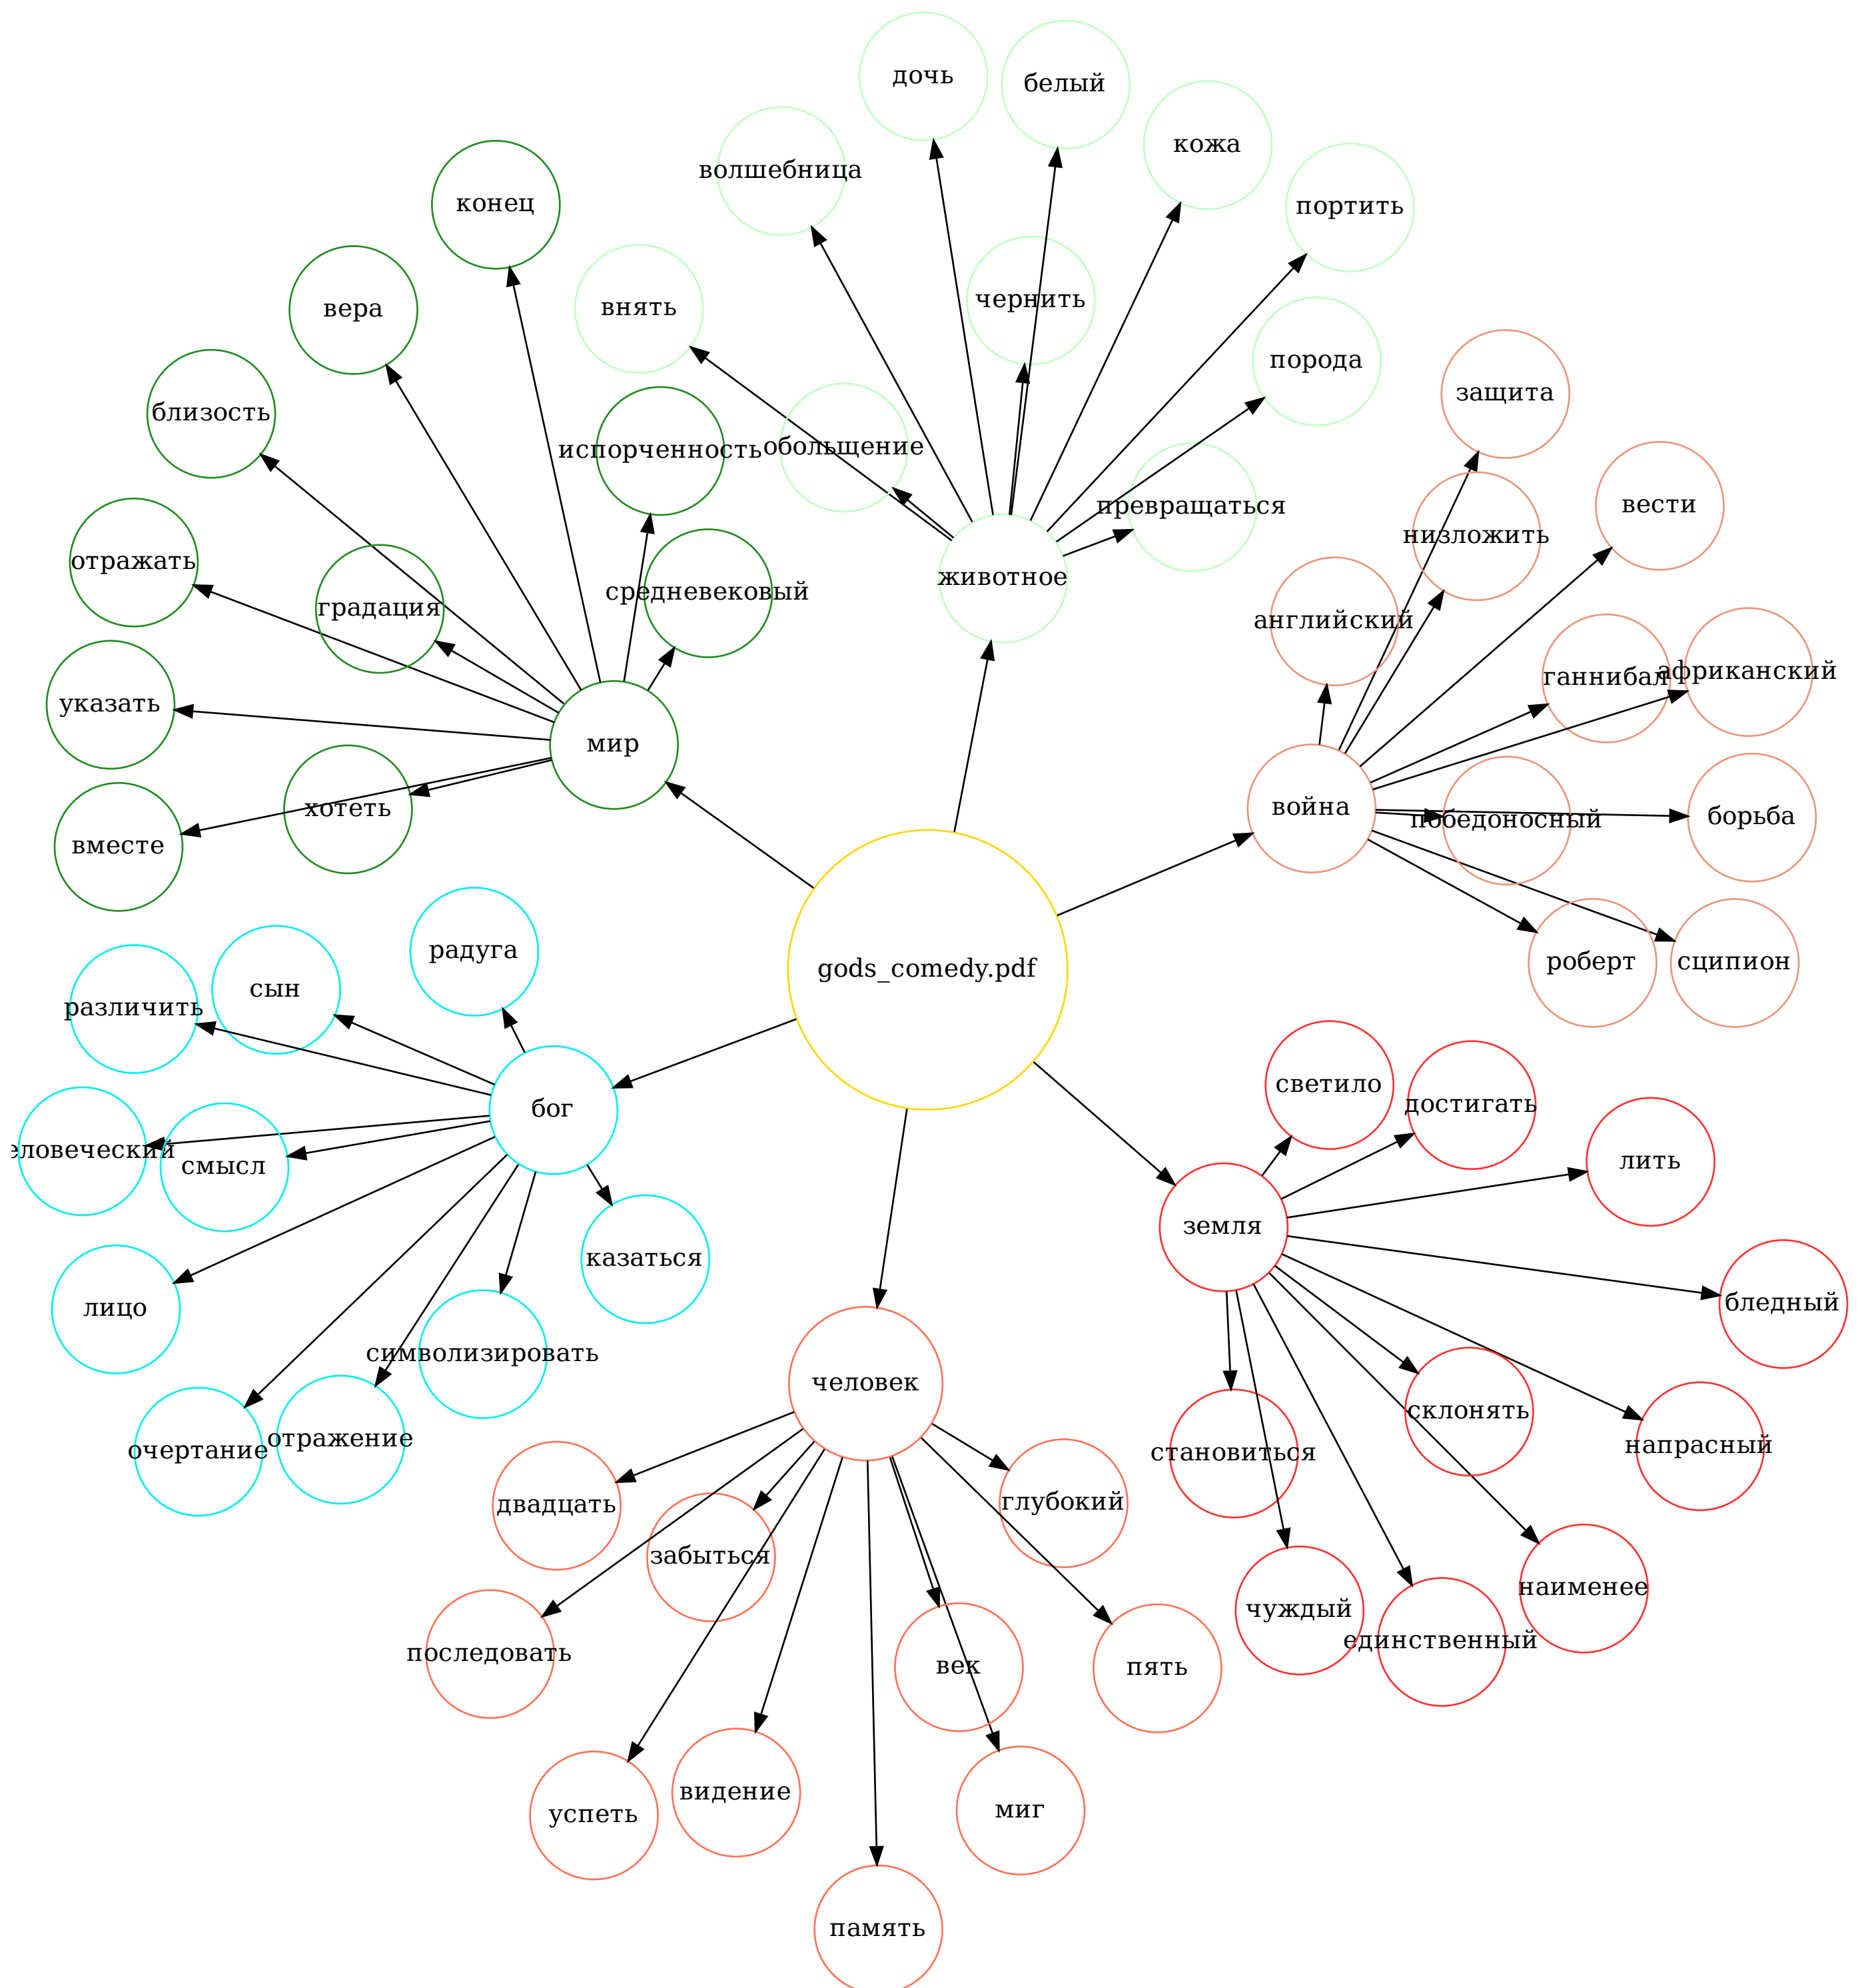 дочь
белый
кожа
волшебница
конец
портить
чернить
внять
вера
порода
защита
близость
обольщение
испорченность
вести
превращаться
низложить
отражать
животное
средневековый
градация
английский
африканский
ганнибал
указать
мир
война
хотеть
борьба
победоносный
вместе
радуга
роберт
сципион
gods_comedy.pdf
сын
различить
светило
достигать
бог
еловеческий
лить
смысл
земля
казаться
бледный
лицо
символизировать
человек
склонять
отражение
напрасный
очертание
становиться
глубокий
двадцать
забыться
наименее
чуждый
единственный
последовать
век
пять
видение
миг
успеть
память